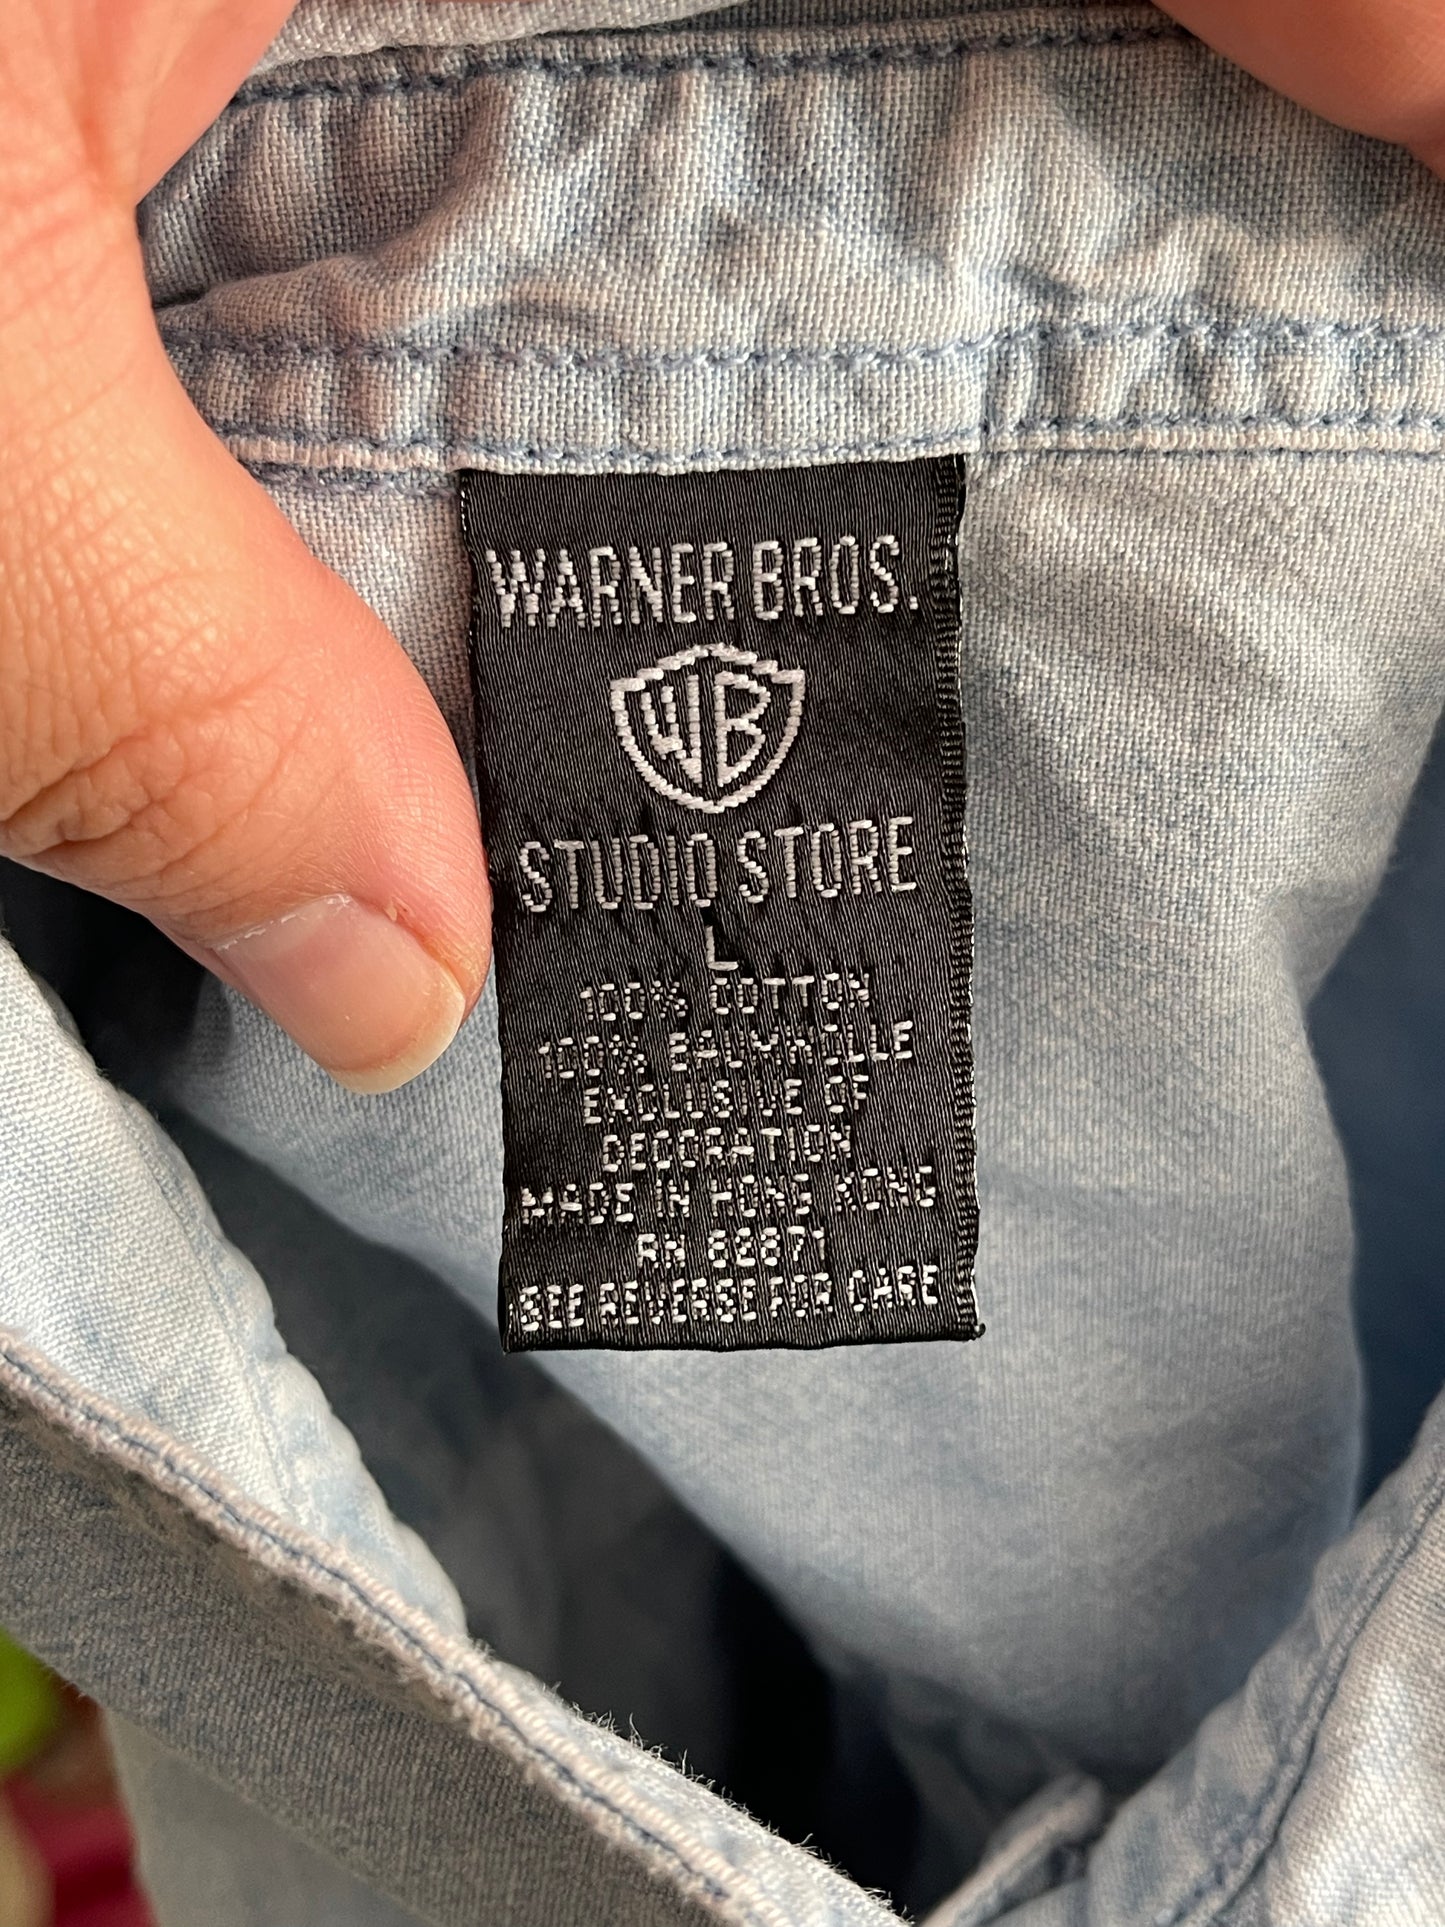 WARNER BROS.
WB
STUDIO STORE
L
100% COTTON
100% BAUMWOLLE
EXCLUSIVE OF
DECORATION
MADE IN HONG KONG
RN 62671
SEE REVERSE FOR CARE